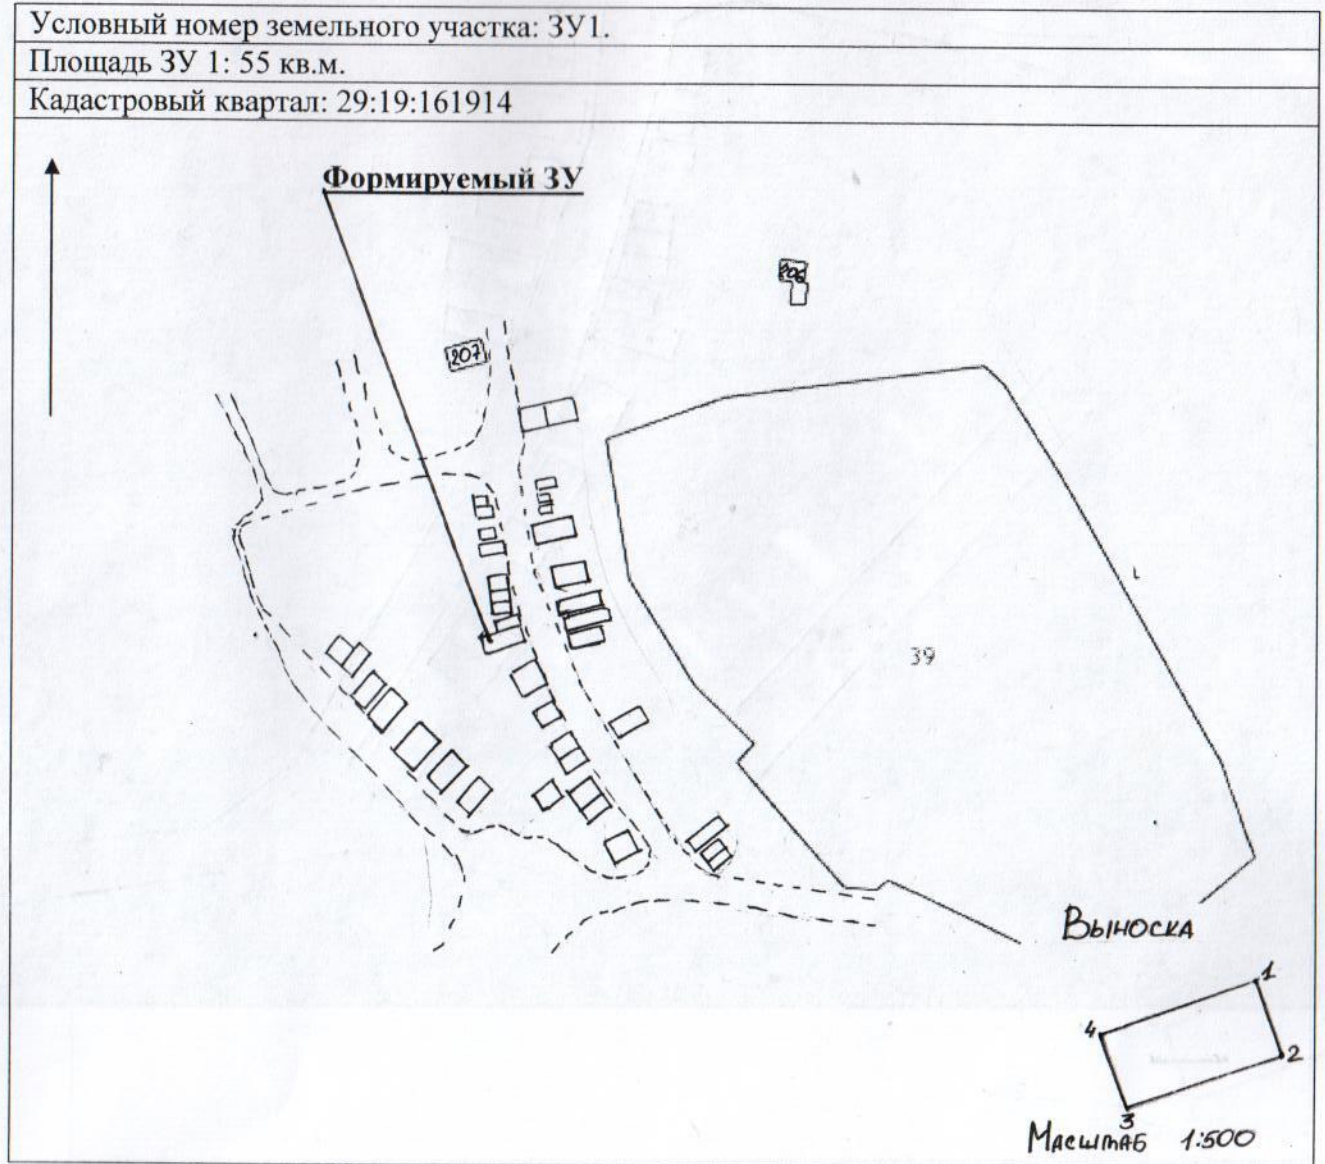 Условный номер земельного участка: ЗУ1.
Площадь ЗУ 1: 55 кв.м.
Кадастровый квартал: 29:19:161914
Формируемый ЗУ
206
207
39
Выноска
1
4
2
3
Масштаб 1:500